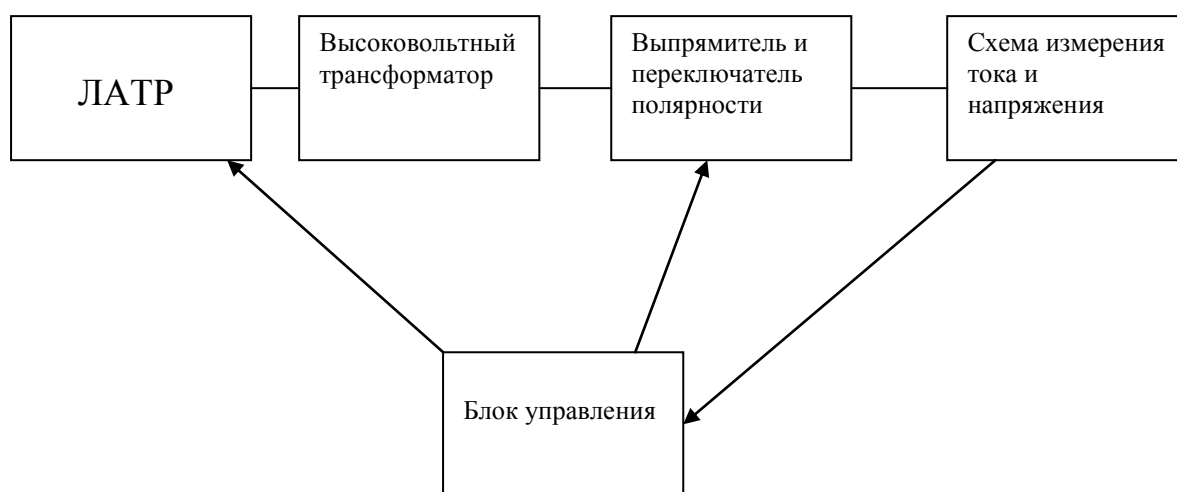 ЛАТР
Высоковольтный
трансформатор
Выпрямитель и
переключатель
полярности
Схема измерения
тока и
напряжения
Блок управления